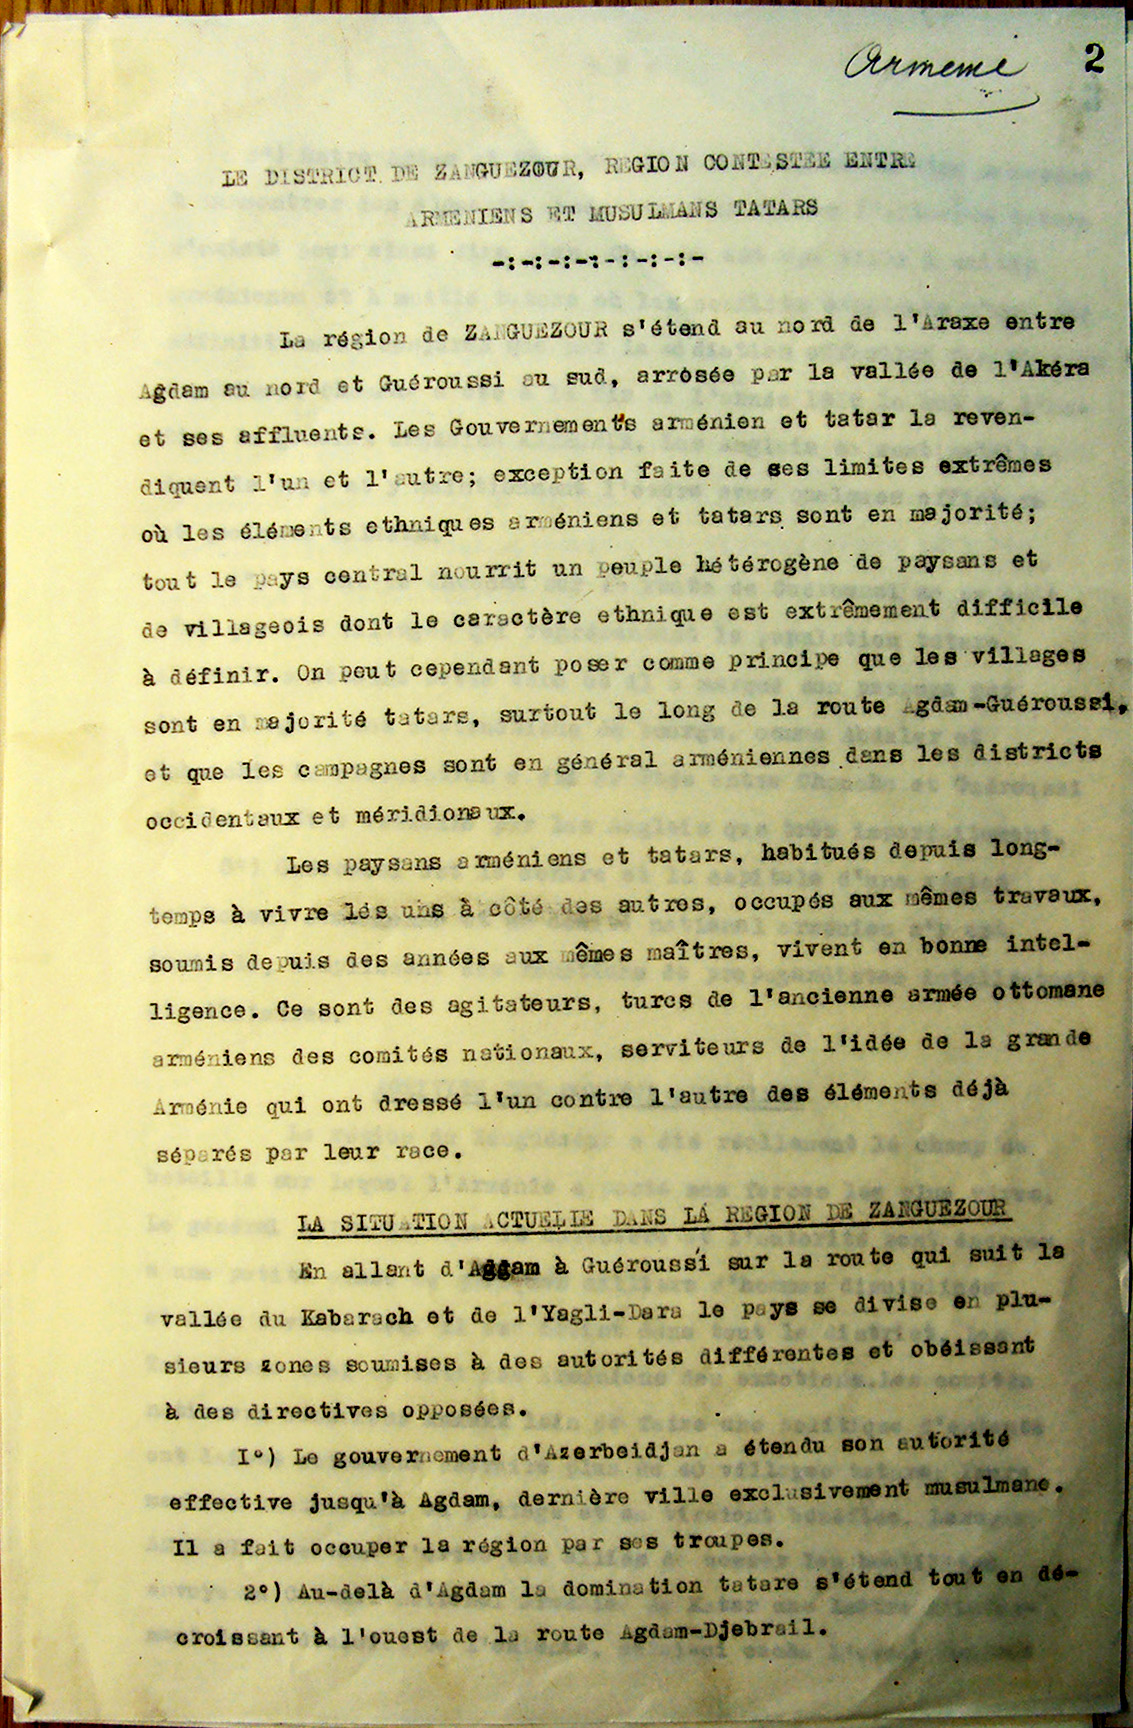 Armenie
2
LE DISTRICT DE ZANGUEZOUR, REGION CONTESTEE ENTRE
ARMENIENS ET MUSULMANS TATARS
-:-:-:-:-:-:-:-
La région de ZANGUEZOUR s'étend au nord de l'Araxe entre
Agdam au nord et Guéroussi au sud, arrosée par la vallée de l'Akéra
et ses affluents. Les Gouvernements arménien et tatar la reven-
diquent l'un et l'autre; exception faite de ses limites extrêmes
où les éléments ethniques arméniens et tatars sont en majorité;
tout le pays central nourrit un peuple hétérogène de paysans et
de villageois dont le caractère ethnique est extrêmement difficile
à définir. On peut cependant poser comme principe que les villages
sont en majorité tatars, surtout le long de la route Agdam-Guéroussi,
et que les campagnes sont en général arméniennes dans les districts
occidentaux et méridionaux.
Les paysans arméniens et tatars, habitués depuis long-
temps à vivre lés uns à côté des autres, occupés aux mêmes travaux,
soumis depuis des années aux mêmes maîtres, vivent en bonne intel-
ligence. Ce sont des agitateurs, turcs de l'ancienne armée ottomane
arméniens des comités nationaux, serviteurs de l'idée de la grande
Arménie qui ont dressé l'un contre l'autre des éléments déjà
séparés par leur race.
LA SITUATION ACTUELLE DANS LA REGION DE ZANGUEZOUR
En allant d'Aggam à Guéroussi sur la route qui suit la
vallée du Kabarach et de l'Yagli-Dara le pays se divise en plu-
sieurs zones soumises à des autorités différentes et obéissant
à des directives opposées.
I°) Le gouvernement d'Azerbeidjan a étendu son autorité
effective jusqu'à Agdam, dernière ville exclusivement musulmane.
Il a fait occuper la région par ses troupes.
2°) Au-delà d'Agdam la domination tatare s'étend tout en dé-
croissant à l'ouest de la route Agdam-Djebrail.